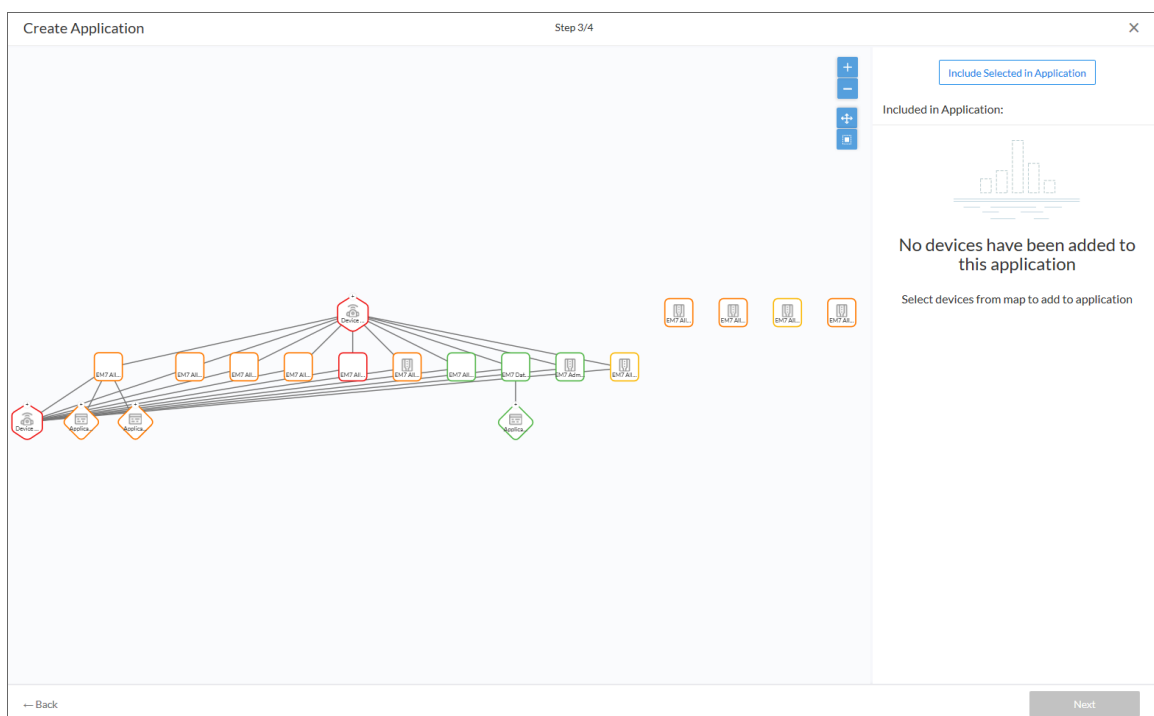 Create Application
Step 3/4
Include Selected in Application
Included in Application:
No devices have been added to
this application
Select devices from map to add to application
Device ...
EM7 All...
EM7 All...
EM7 All...
EM7 All...
EM7 All...
EM7 All...
EM7 All...
EM7 All...
EM7 All...
EM7 All...
EM7 All...
EM7 Dat...
EM7 Adm...
EM7 All...
Device ...
Applica...
Applica...
Applica...
← Back
Next